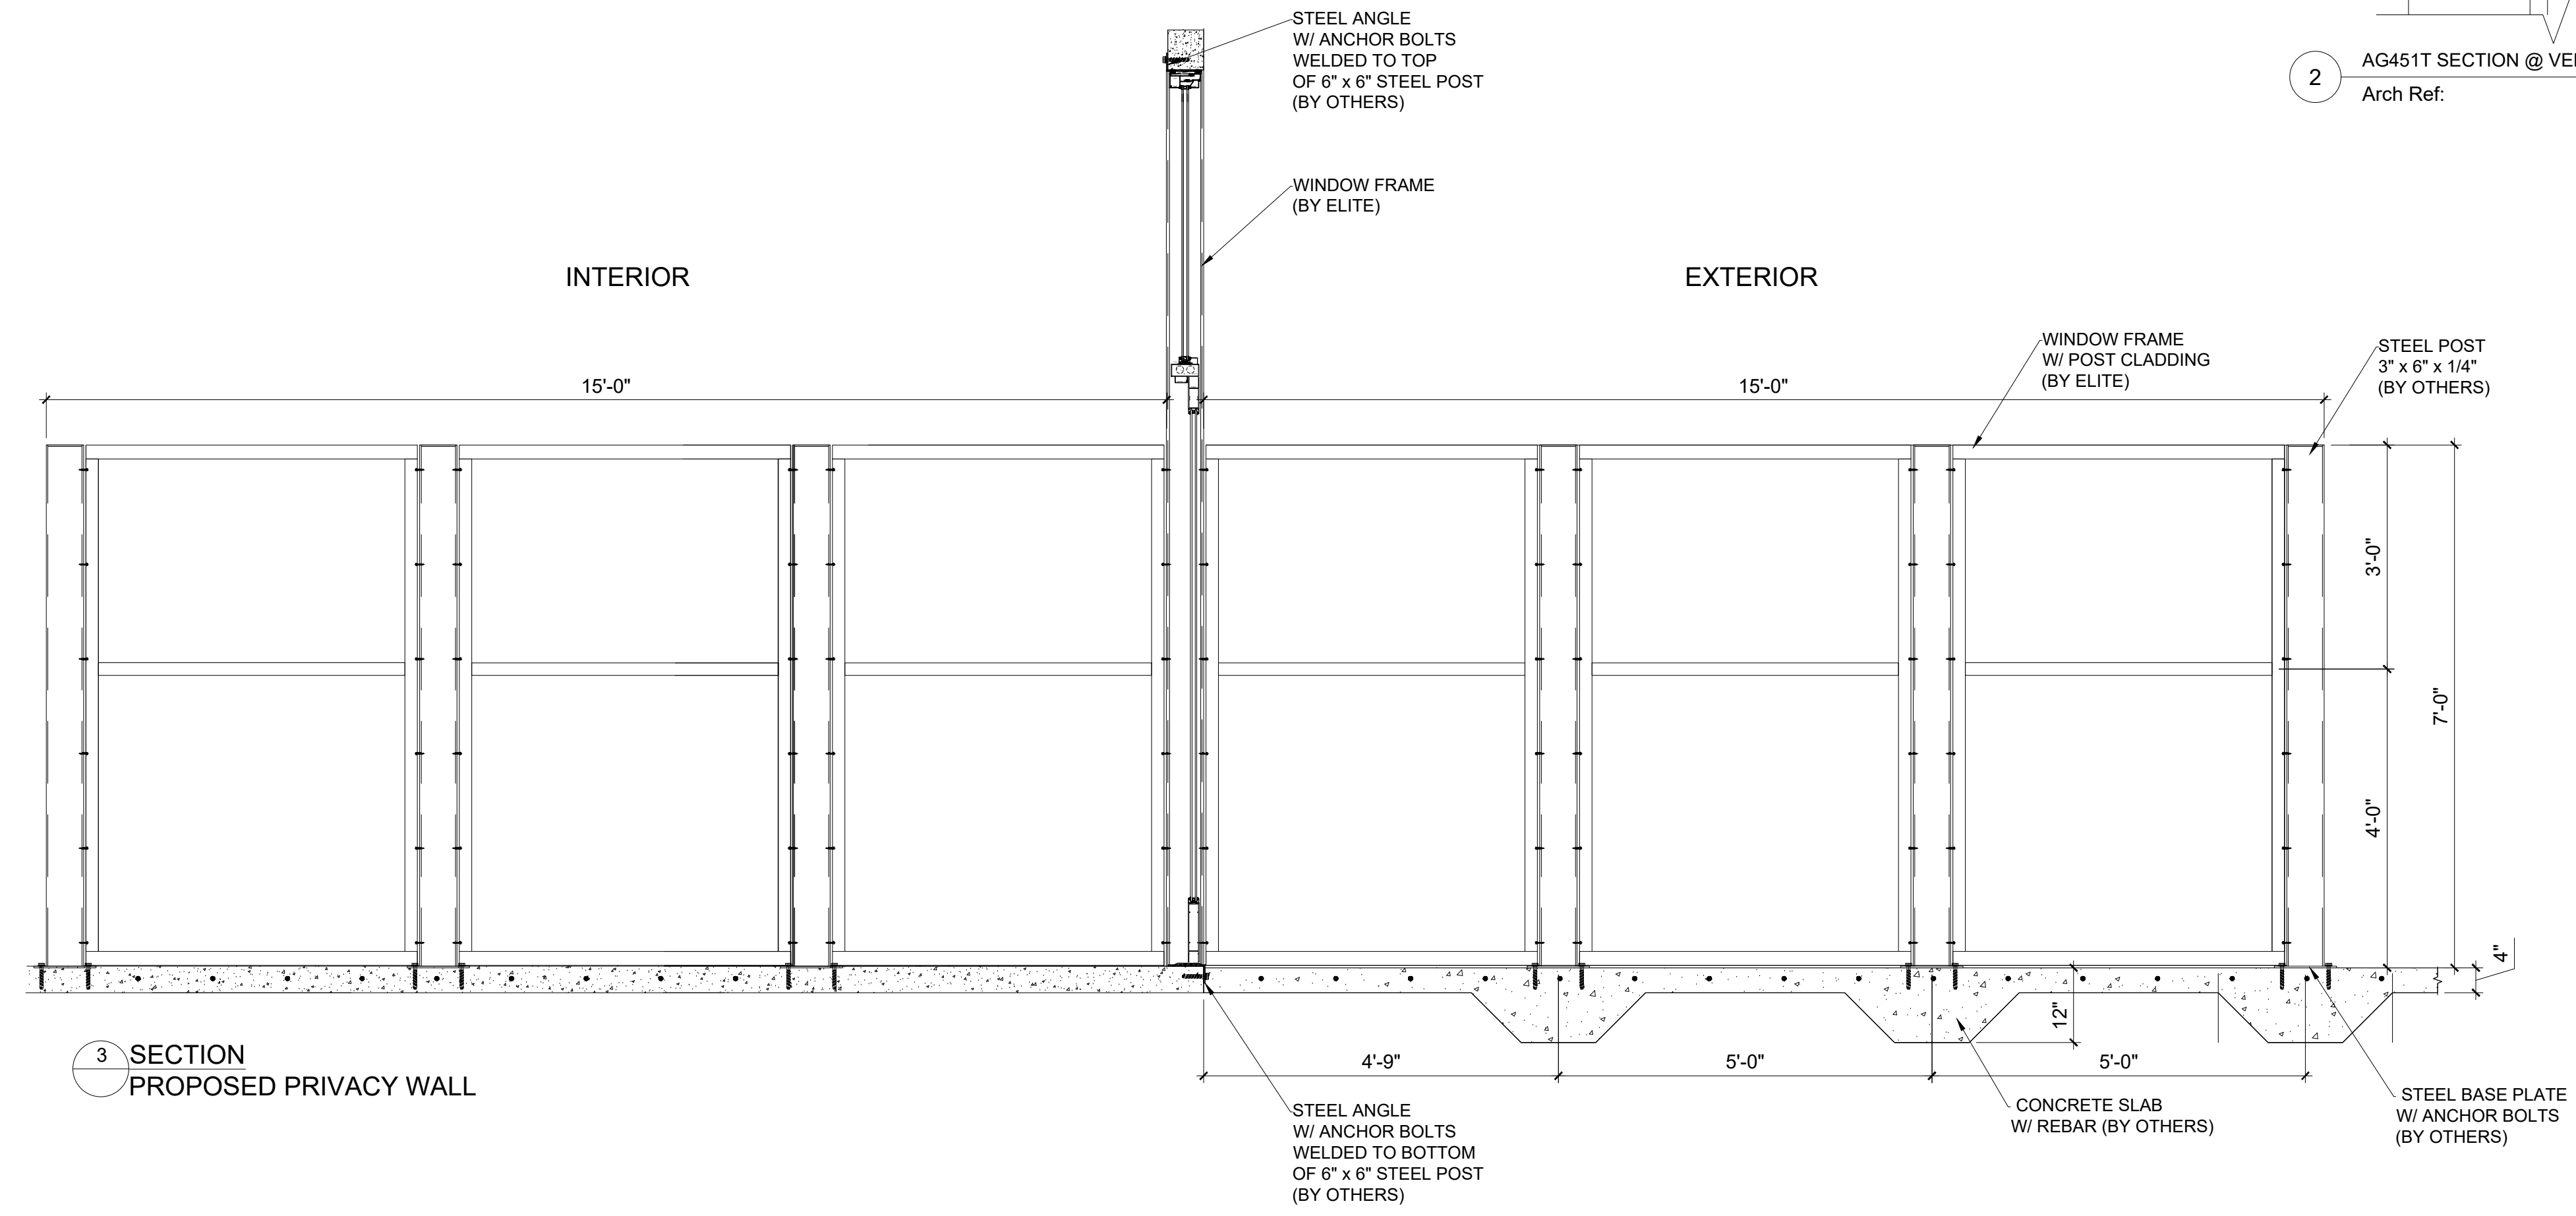 STEEL ANGLE
W/ ANCHOR BOLTS
WELDED TO TOP
OF 6" x 6" STEEL POST
(BY OTHERS)
2
AG451T SECTION @
Arch Ref:
WINDOW FRAME
(BY ELITE)
INTERIOR
EXTERIOR
WINDOW FRAME
W/ POST CLADDING
(BY ELITE)
STEEL POST
3" x 6" x 1/4"
(BY OTHERS)
15'-0"
15'-0"
3'-0"
7'-0"
4'-0"
4"
12"
3
SECTION
PROPOSED PRIVACY WALL
4'-9"
5'-0"
5'-0"
STEEL ANGLE
W/ ANCHOR BOLTS
WELDED TO BOTTOM
OF 6" x 6" STEEL POST
(BY OTHERS)
CONCRETE SLAB
W/ REBAR (BY OTHERS)
STEEL BASE PLATE
W/ ANCHOR BOLTS
(BY OTHERS)